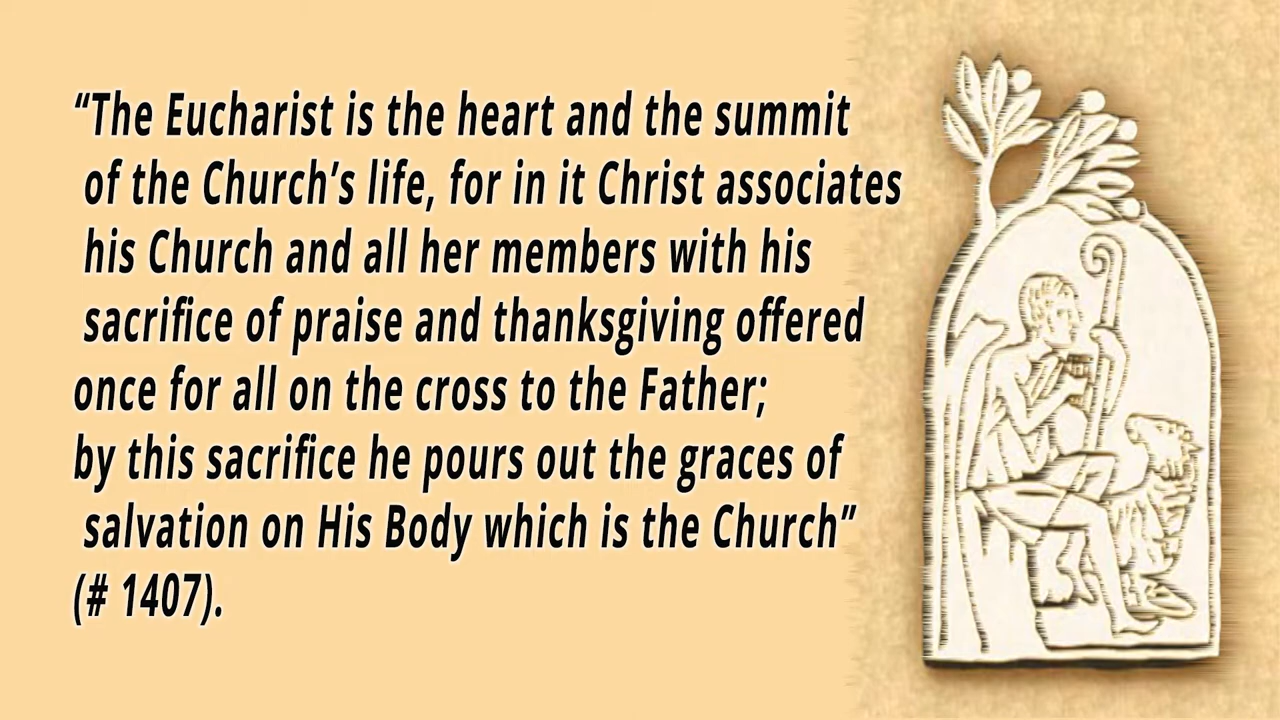 “The Eucharist is the heart and the summit
of the Church’s life, for in it Christ associates
his Church and all her members with his
sacrifice of praise and thanksgiving offered
once for all on the cross to the Father;
by this sacrifice he pours out the graces of
salvation on His Body which is the Church”
(# 1407).